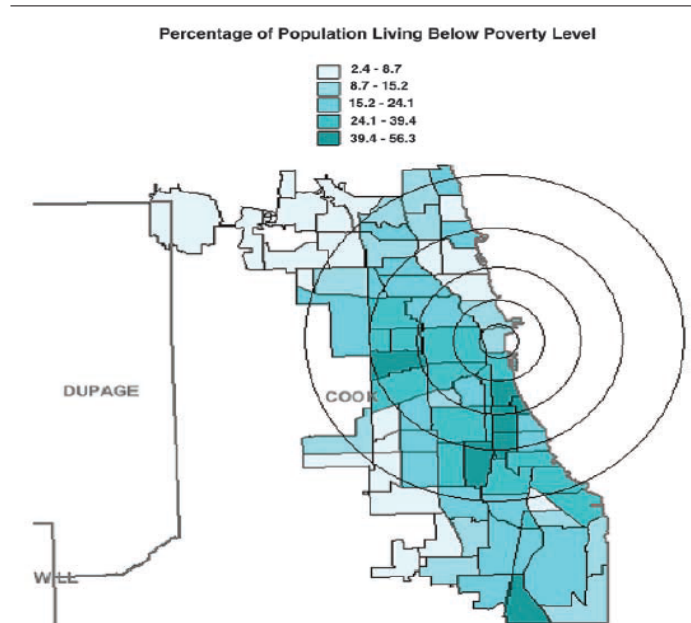 Percentage of Population Living Below Poverty Level
2.4 - 8.7
8.7 - 15.2
15.2 - 24.1
24.1 - 39.4
39.4 - 56.3
DUPAGE
COOK
WILL